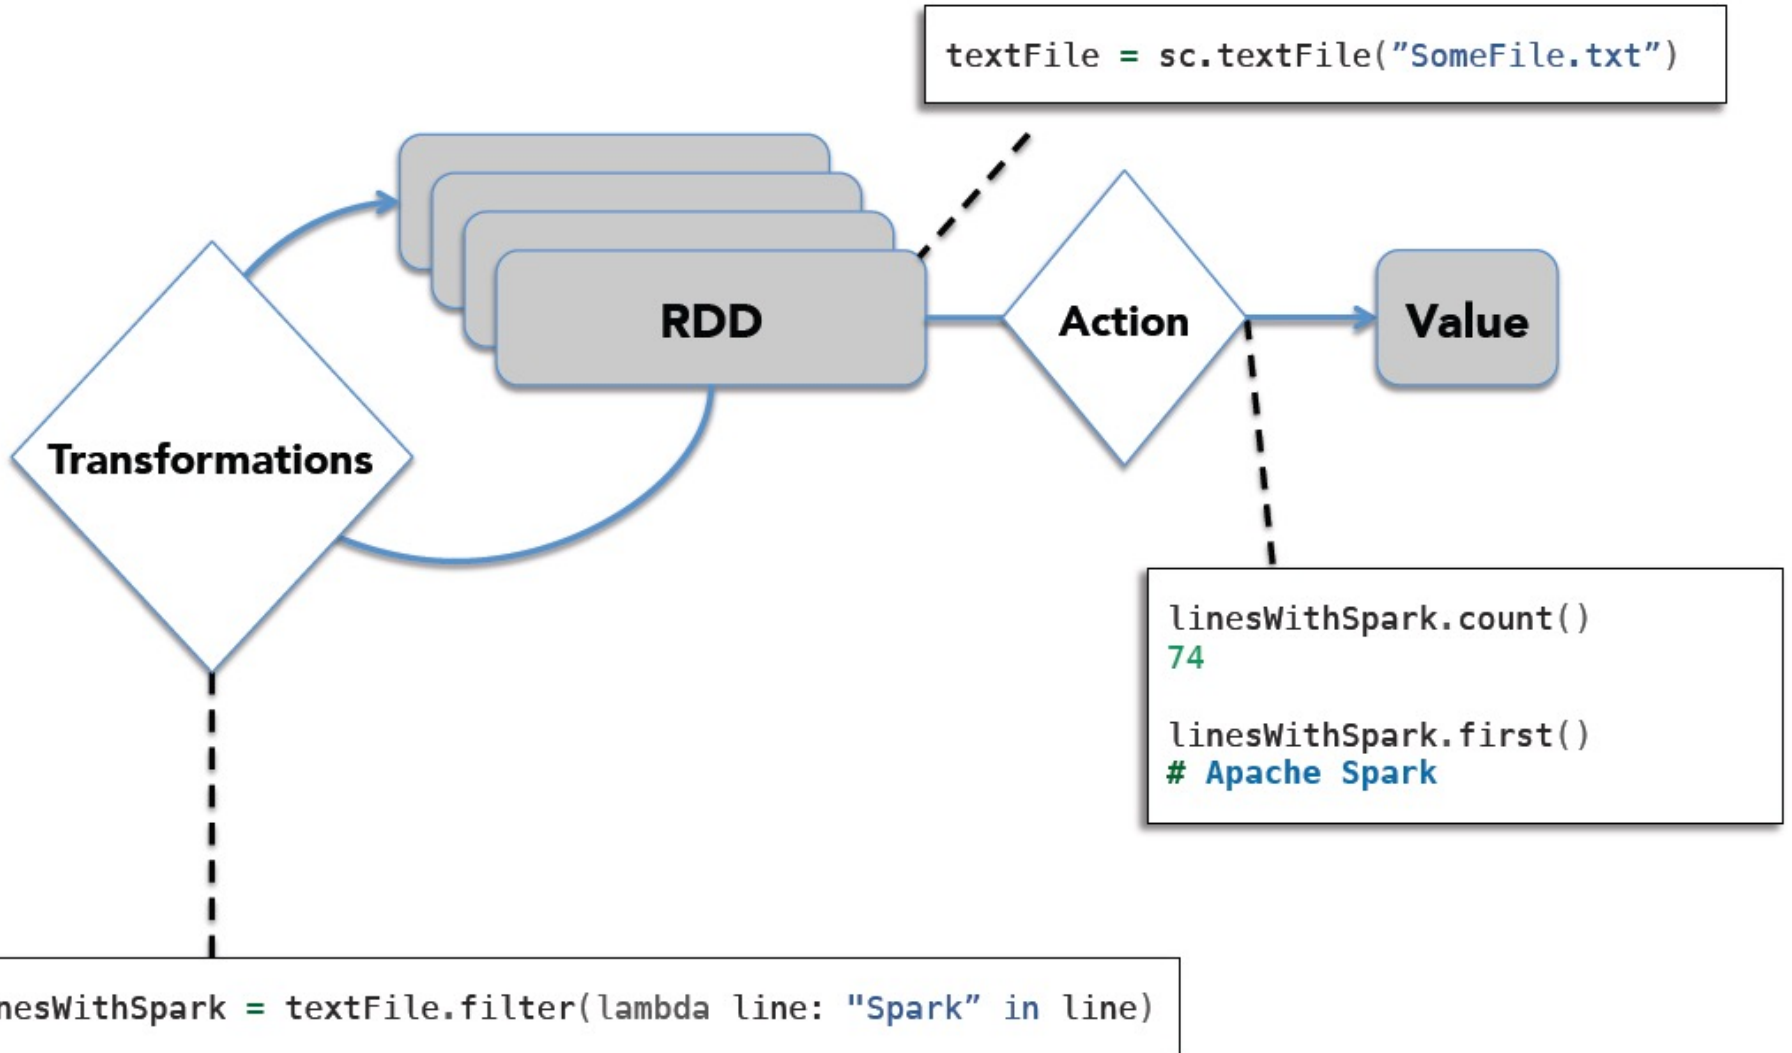 textFile = sc.textFile(”SomeFile.txt”)
RDD
Action
Value
Transformations
linesWithSpark.count()
74
linesWithSpark.first()
# Apache Spark
nesWithSpark = textFile.filter(lambda line: "Spark” in line)